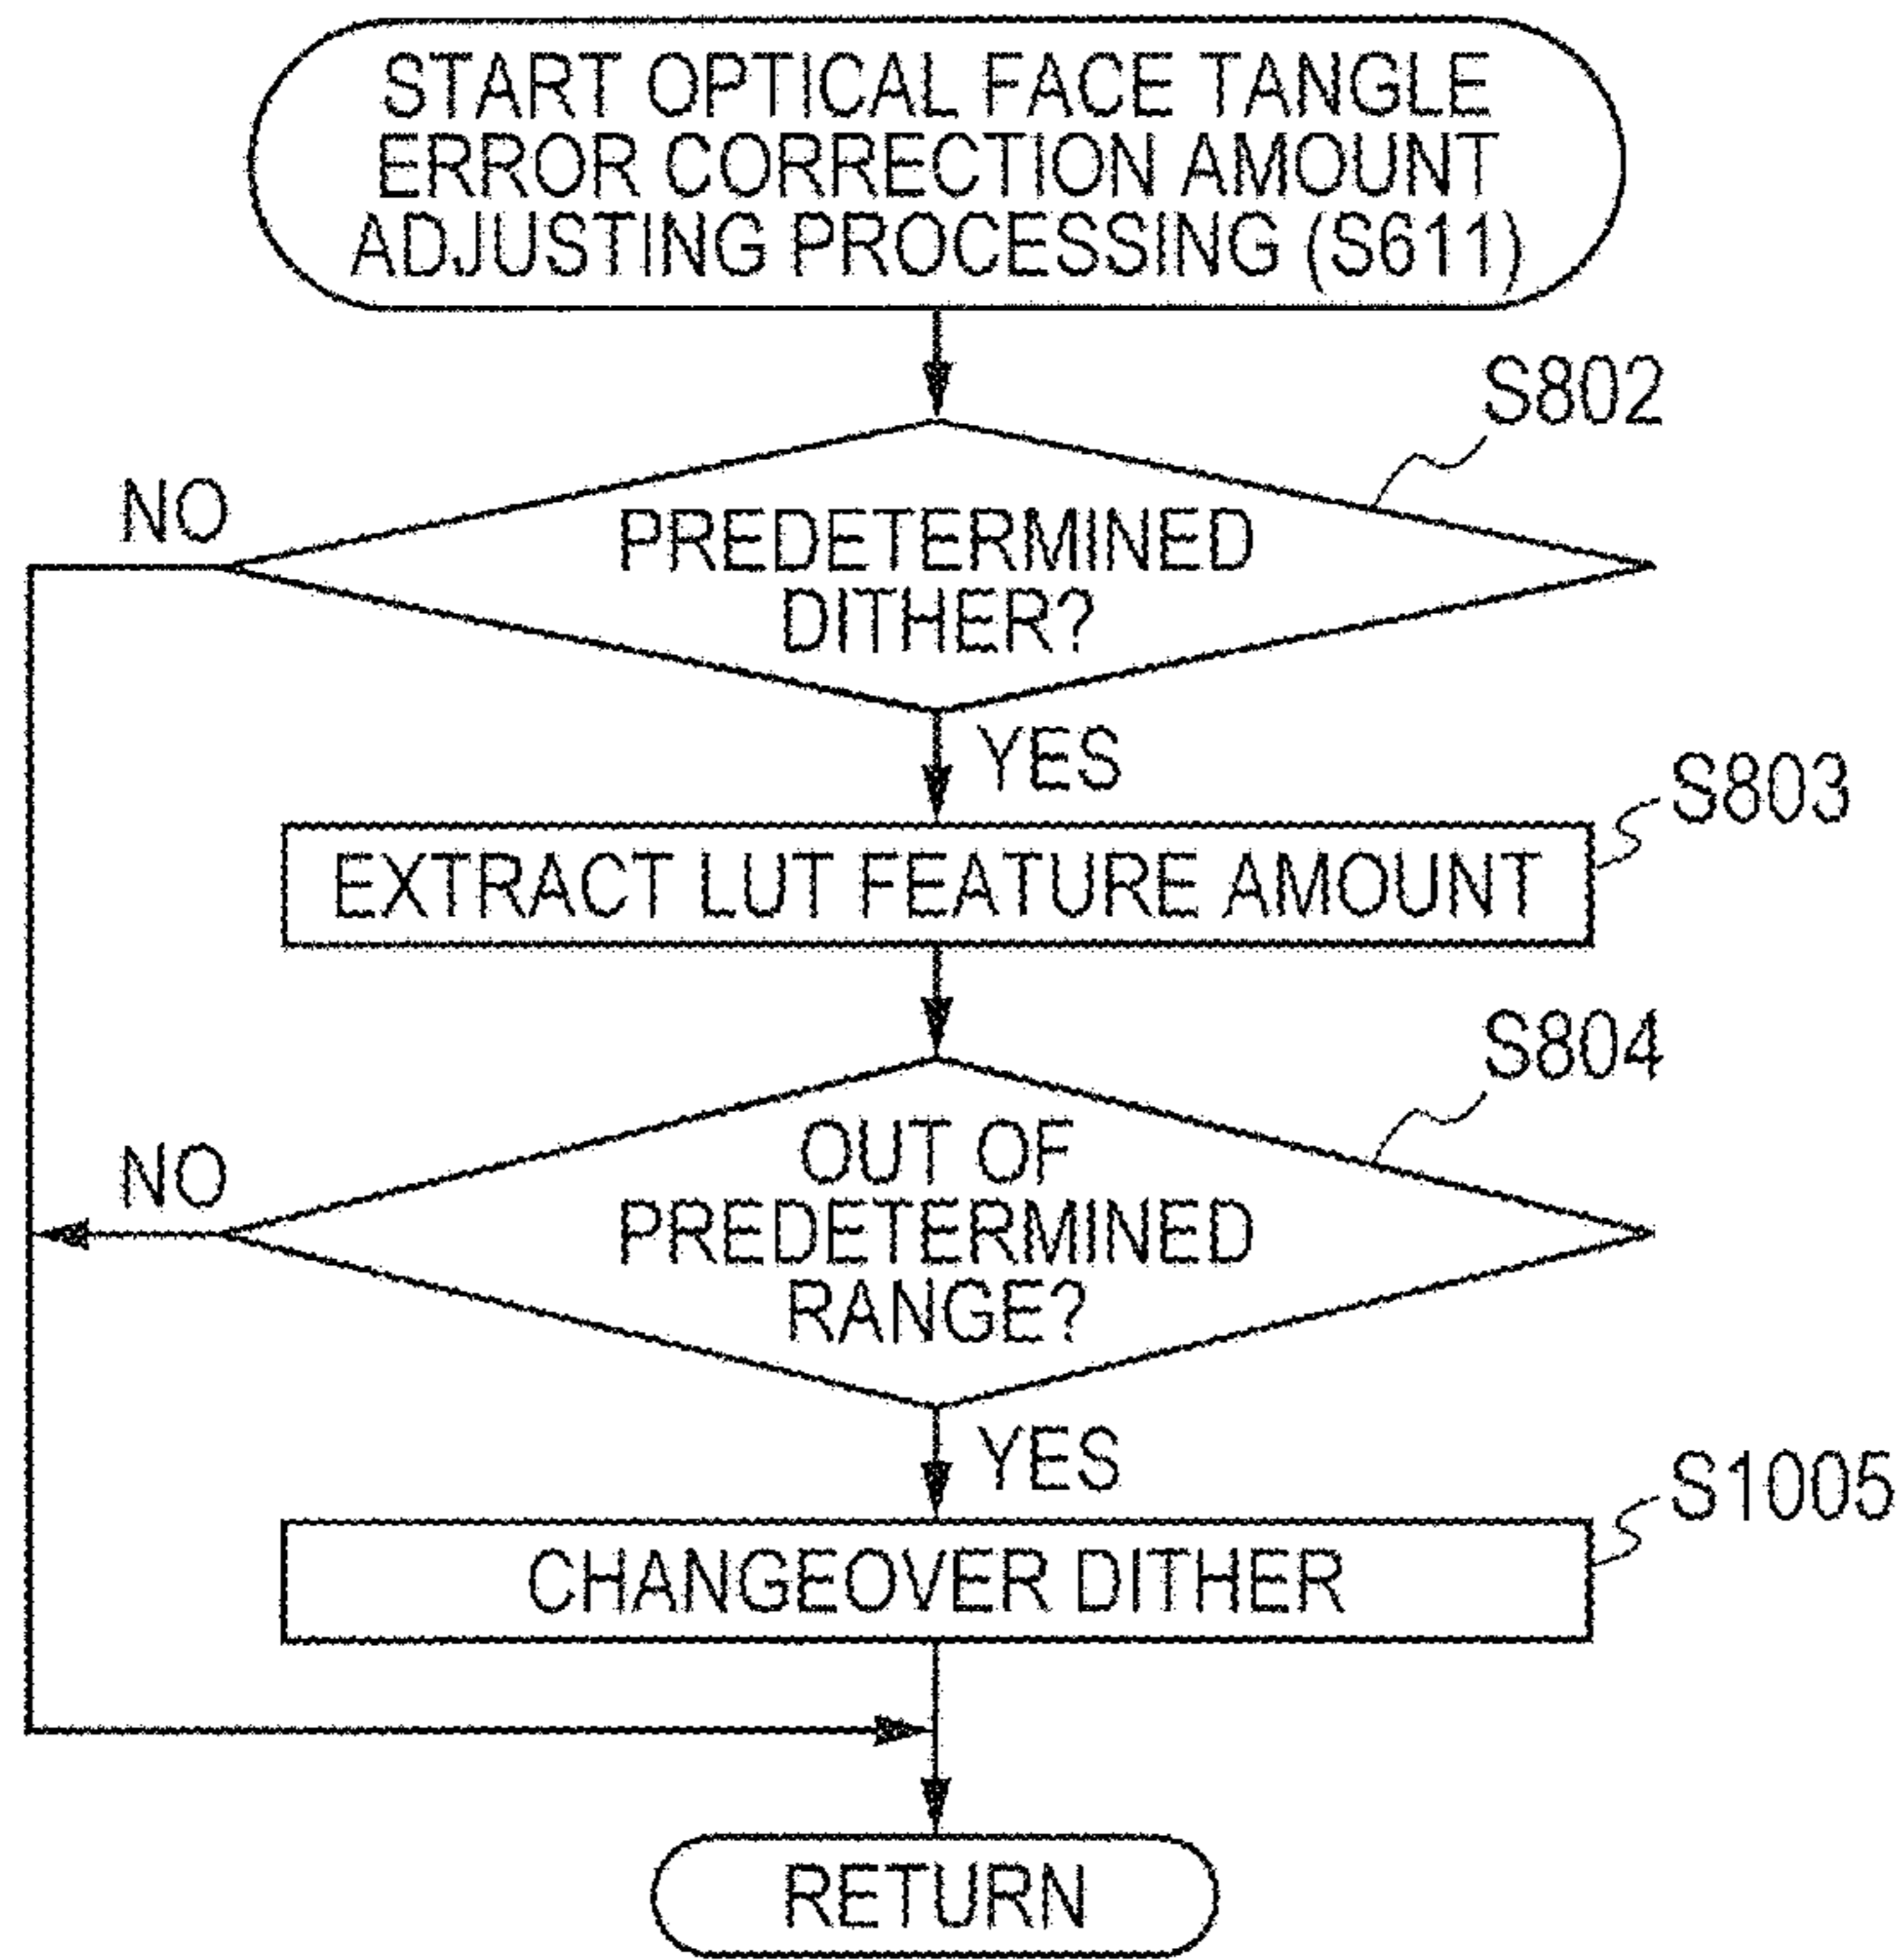 START OPTICAL FACE TANGLE
ERROR CORRECTION AMOUNT
ADJUSTING PROCESSING (S611)
S802
NO
PREDETERMINED
DITHER?
YES
S803
EXTRACT LUT FEATURE AMOUNT
S804
NO
OUT OF
PREDETERMINED
RANGE?
YES
S1005
CHANGEOVER DITHER
RETURN